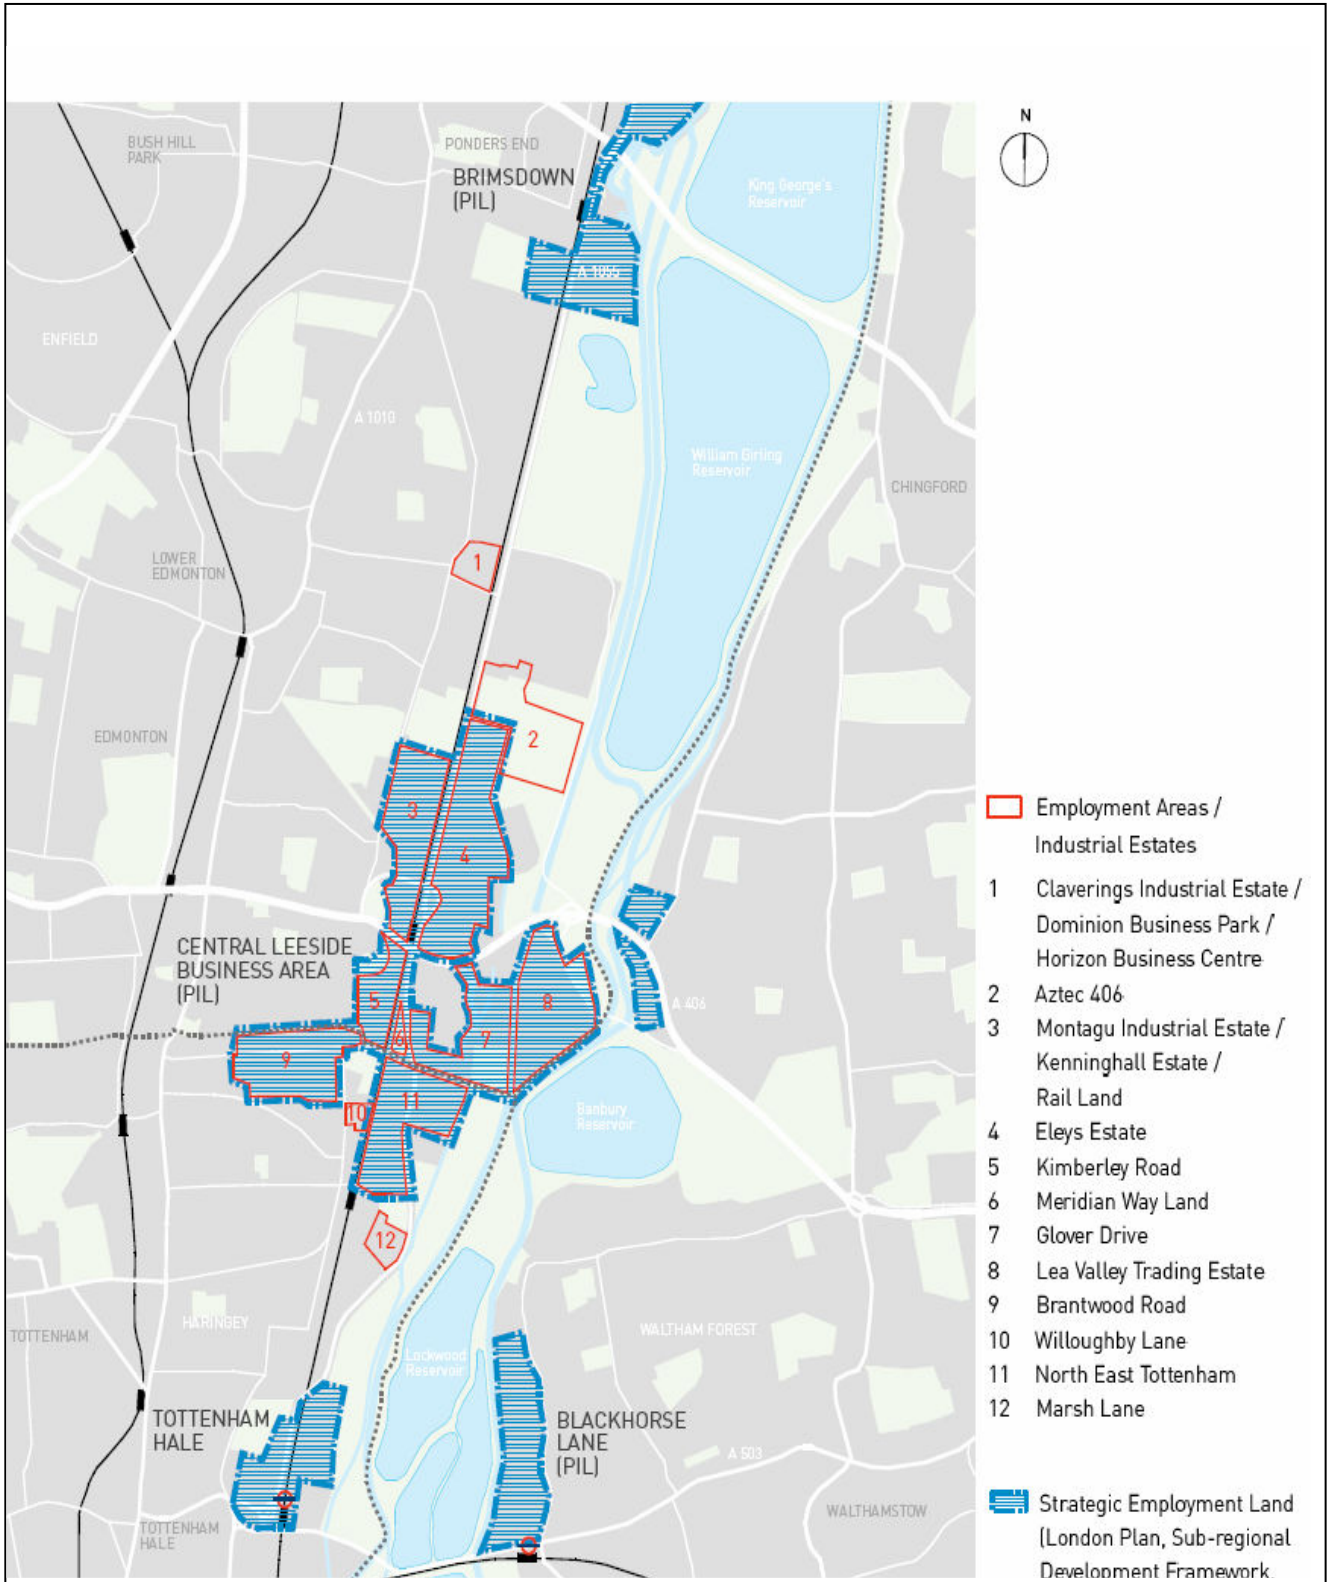 N
BUSH HILL
PARK
PONDERS END
BRIMSDOWN
(PIL)
King George's
Reservoir
A 1055
ENFIELD
A 1010
William Girling
Reservoir
CHINGFORD
LOWER
EDMONTON
1
EDMONTON
2
3
4
CENTRAL LEESIDE
BUSINESS AREA
(PIL)
5
6
7
8
A 406
9
10
11
Banbury
Reservoir
12
HARINGEY
TOTTENHAM
WALTHAM FOREST
Lockwood
Reservoir
TOTTENHAM
HALE
BLACKHORSE
LANE
(PIL)
A 503
WALTHAMSTOW
TOTTENHAM
HALE
Employment Areas /
Industrial Estates
1 Claverings Industrial Estate /
Dominion Business Park /
Horizon Business Centre
2 Aztec 406
3 Montagu Industrial Estate /
Kenninghall Estate /
Rail Land
4 Eleys Estate
5 Kimberley Road
6 Meridian Way Land
7 Glover Drive
8 Lea Valley Trading Estate
9 Brantwood Road
10 Willoughby Lane
11 North East Tottenham
12 Marsh Lane
Strategic Employment Land
(London Plan, Sub-regional
Development Framework,